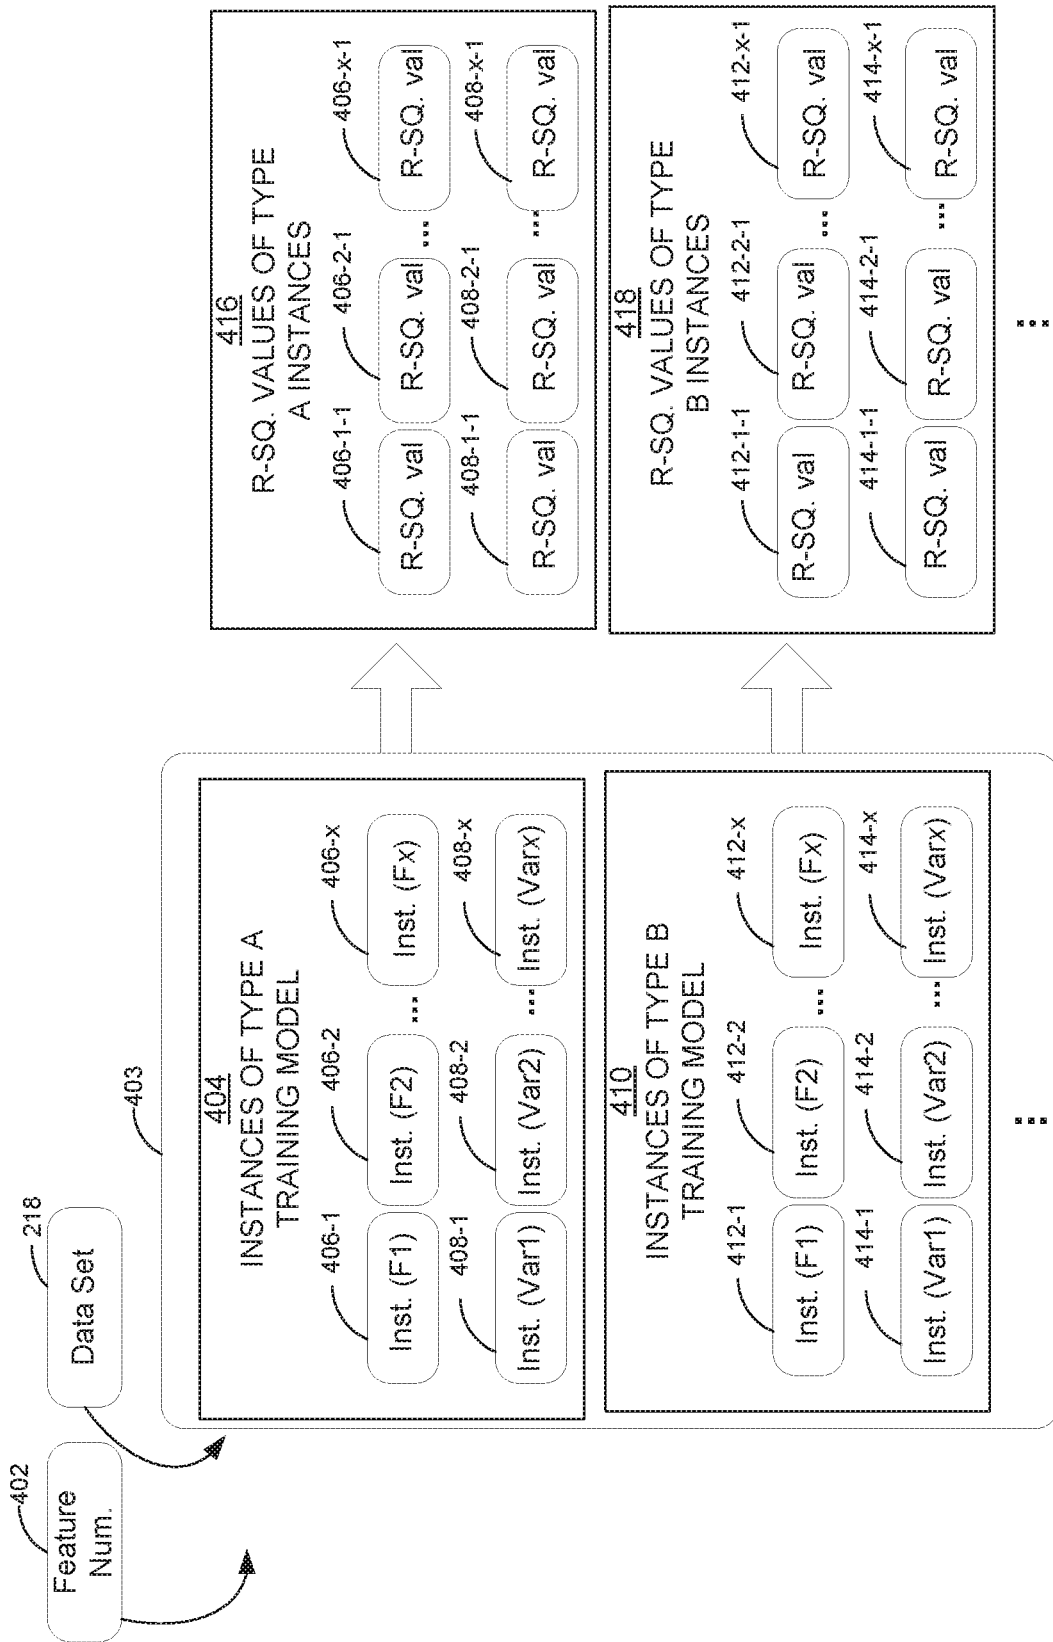 402
Feature
Num.
218
Data Set
403
404
INSTANCES OF TYPE A
TRAINING MODEL
406-1
406-2
406-x
Inst. (F1)
Inst. (F2)
...
Inst. (Fx)
408-1
408-2
408-x
Inst. (Var1)
Inst. (Var2)
...
Inst. (Varx)
410
INSTANCES OF TYPE B
TRAINING MODEL
412-1
412-2
412-x
Inst. (F1)
Inst. (F2)
...
Inst. (Fx)
414-1
414-2
414-x
Inst. (Var1)
Inst. (Var2)
...
Inst. (Varx)
...
416
R-SQ. VALUES OF TYPE
A INSTANCES
406-1-1
406-2-1
406-x-1
R-SQ. val
R-SQ. val
...
R-SQ. val
408-1-1
408-2-1
408-x-1
R-SQ. val
R-SQ. val
...
R-SQ. val
418
R-SQ. VALUES OF TYPE
B INSTANCES
412-1-1
412-2-1
412-x-1
R-SQ. val
R-SQ. val
...
R-SQ. val
414-1-1
414-2-1
414-x-1
R-SQ. val
R-SQ. val
...
R-SQ. val
...